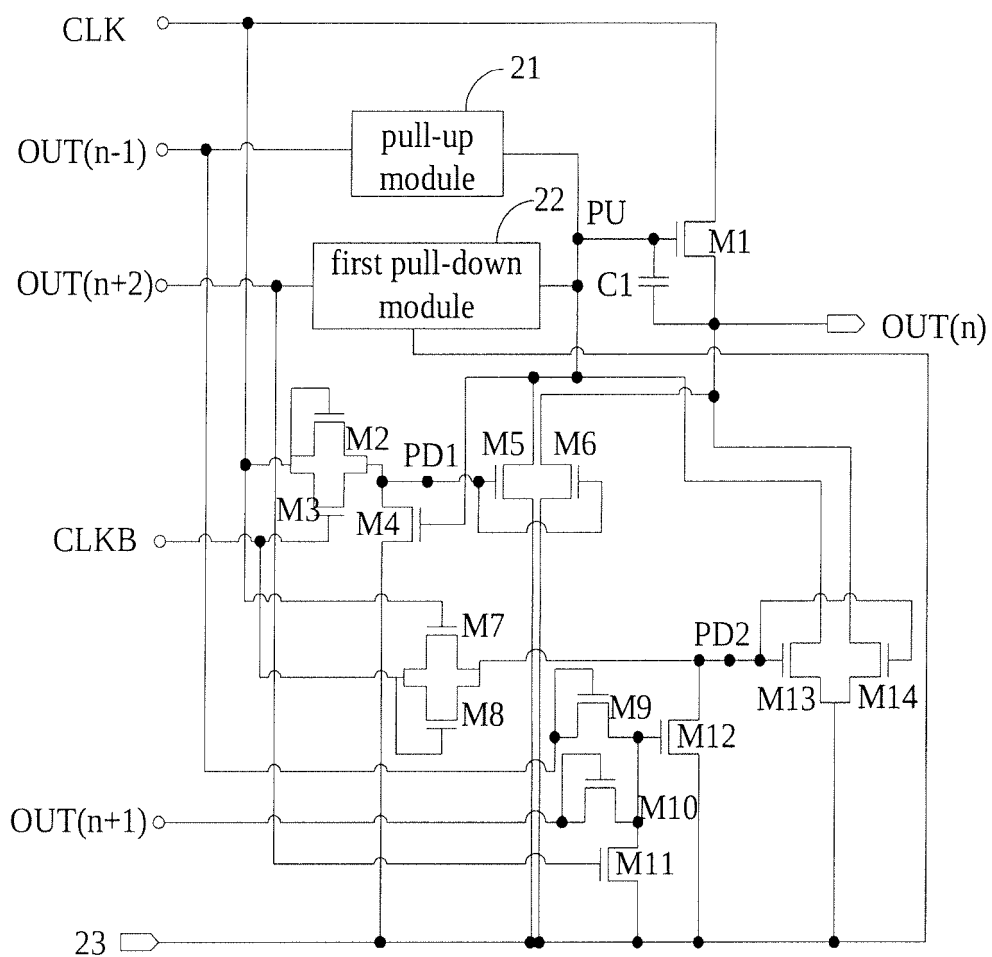 CLK
21
OUT(n-1)
pull-up
module
22
PU
M1
OUT(n+2)
first pull-down
module
C1
OUT(n)
M2
PD1
M5
M6
M3
M4
CLKB
M7
PD2
M13
M14
M8
M9
M12
M10
OUT(n+1)
M11
23